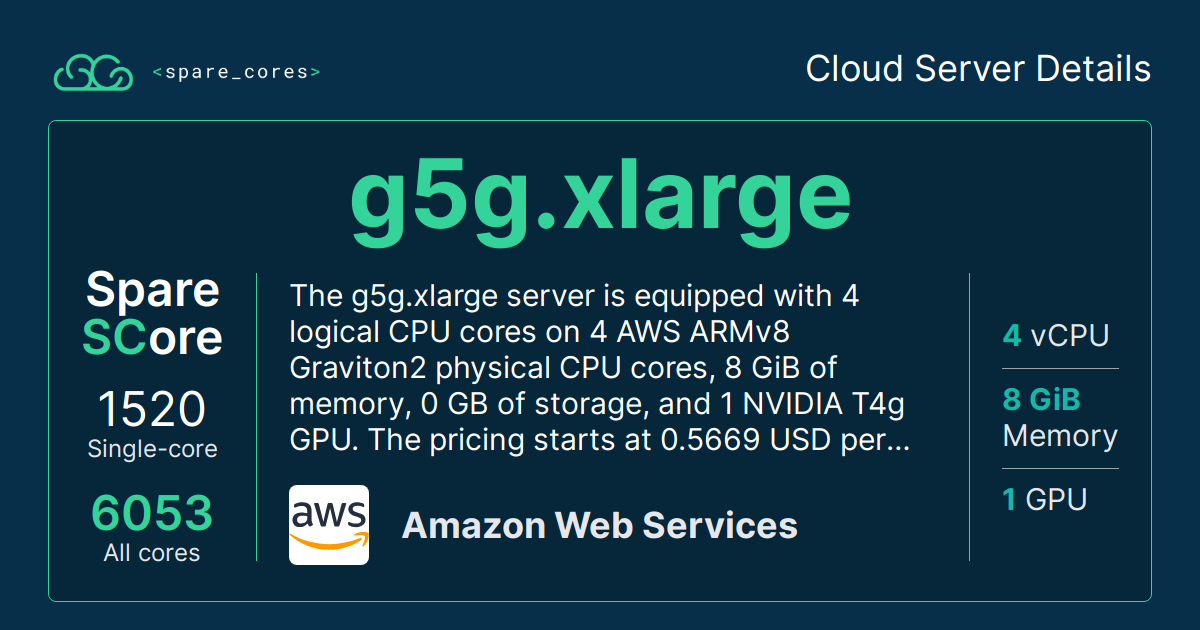 <spare_cores>
Cloud Server Details
g5g.xlarge
Spare
SCore
1520
Single-core
6053
All cores
The g5g.xlarge server is equipped with 4
logical CPU cores on 4 AWS ARMv8
Graviton2 physical CPU cores, 8 GiB of
memory, 0 GB of storage, and 1 NVIDIA T4g
GPU. The pricing starts at 0.5669 USD per...
aws
Amazon Web Services
4 vCPU
8 GiB
Memory
1 GPU